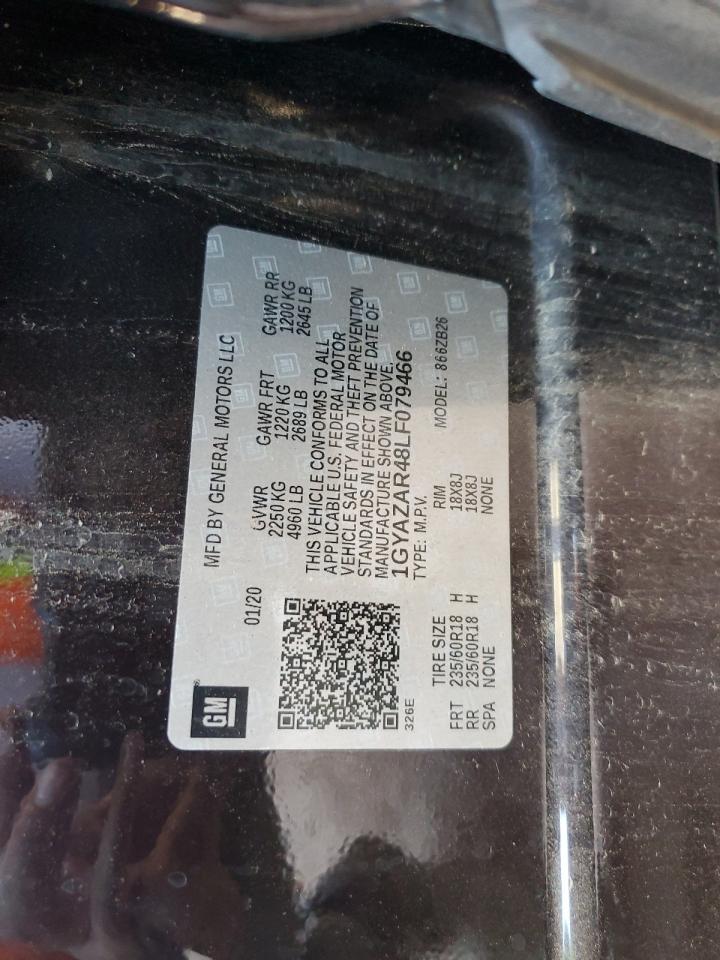 GM
MFD BY GENERAL MOTORS LLC
01/20
GVWR GAWR FRT GAWR RR
2250 KG 1220 KG 1200 KG
4960 LB 2689 LB 2645 LB
THIS VEHICLE CONFORMS TO ALL
APPLICABLE U.S. FEDERAL MOTOR
VEHICLE SAFETY AND THEFT PREVENTION
STANDARDS IN EFFECT ON THE DATE OF
MANUFACTURE SHOWN ABOVE.
1GYAZAR48LF079466
326E
TYPE: M.P.V. MODEL: 866ZB26
TIRE SIZE RIM
FRT 235/60R18 H 18X8J
RR 235/60R18 H 18X8J
SPA NONE NONE